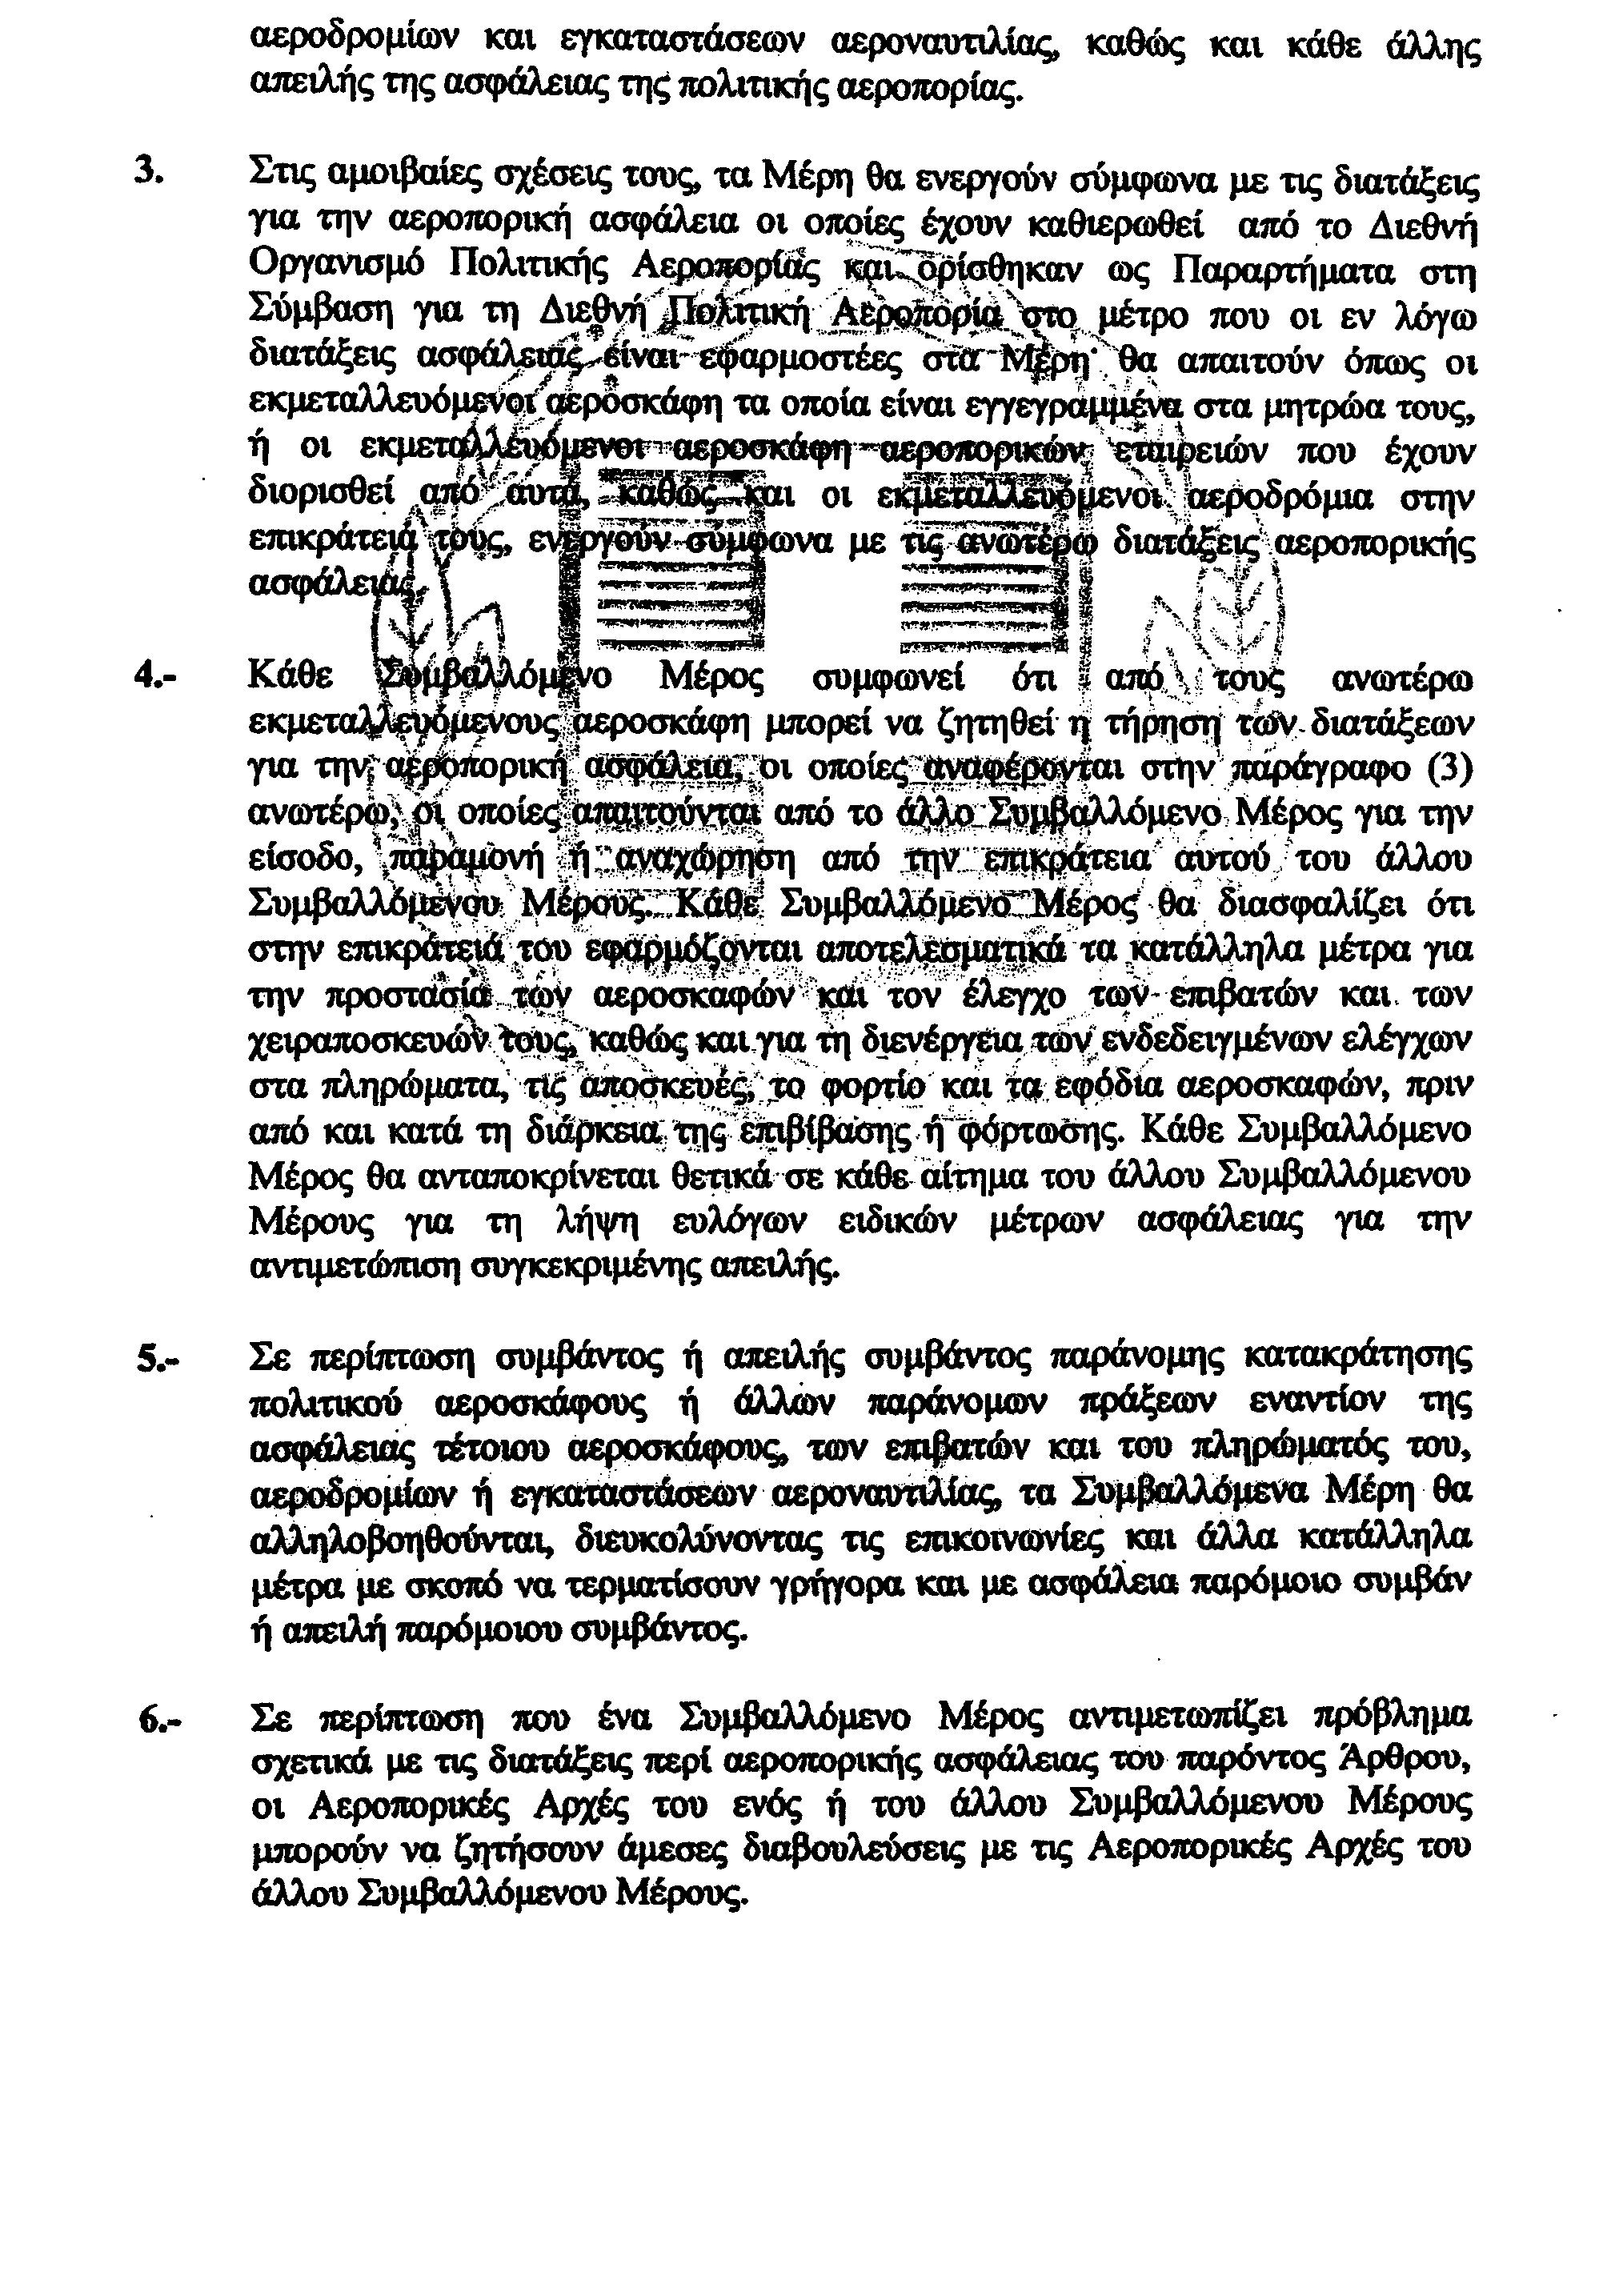 αεροδρομίων και εγκαταστάσεων αεροναυτιλίας, καθώς και κάθε άλλης
απειλής της ασφάλειας της πολιτικής αεροπορίας.
3. Στις αμοιβαίες σχέσεις τους, τα Μέρη θα ενεργούν σύμφωνα με τις διατάξεις
για την αεροπορική ασφάλεια οι οποίες έχουν καθιερωθεί από το Διεθνή
Οργανισμό Πολιτικής Αεροπορίας και ορίσθηκαν ως Παραρτήματα στη
Σύμβαση για τη Διεθνή Πολιτική Αεροπορία στο μέτρο που οι εν λόγω
διατάξεις ασφάλειας είναι εφαρμοστέες στα Μέρη· θα απαιτούν όπως οι
εκμεταλλευόμενοι αεροσκάφη τα οποία είναι εγγεγραμμένα στα μητρώα τους,
ή οι εκμεταλλευόμενοι αεροσκάφη αεροπορικών εταιρειών που έχουν
διορισθεί από αυτά, καθώς και οι εκμεταλλευόμενοι αεροδρόμια στην
επικράτειά τους, ενεργούν σύμφωνα με τις ανωτέρω διατάξεις αεροπορικής
ασφάλειας.
4.- Κάθε Συμβαλλόμενο Μέρος συμφωνεί ότι από τους ανωτέρω
εκμεταλλευόμενους αεροσκάφη μπορεί να ζητηθεί η τήρηση των διατάξεων
για την αεροπορική ασφάλεια, οι οποίες αναφέρονται στην παράγραφο (3)
ανωτέρω, οι οποίες απαιτούνται από το άλλο Συμβαλλόμενο Μέρος για την
είσοδο, παραμονή ή αναχώρηση από την επικράτεια αυτού του άλλου
Συμβαλλόμενου Μέρους. Κάθε Συμβαλλόμενο Μέρος θα διασφαλίζει ότι
στην επικράτειά του εφαρμόζονται αποτελεσματικά τα κατάλληλα μέτρα για
την προστασία των αεροσκαφών και τον έλεγχο των επιβατών και των
χειραποσκευών τους, καθώς και για τη διενέργεια των ενδεδειγμένων ελέγχων
στα πληρώματα, τις αποσκευές, το φορτίο και τα εφόδια αεροσκαφών, πριν
από και κατά τη διάρκεια της επιβίβασης ή φόρτωσης. Κάθε Συμβαλλόμενο
Μέρος θα ανταποκρίνεται θετικά σε κάθε αίτημα του άλλου Συμβαλλόμενου
Μέρους για τη λήψη ευλόγων ειδικών μέτρων ασφάλειας για την
αντιμετώπιση συγκεκριμένης απειλής.
5.- Σε περίπτωση συμβάντος ή απειλής συμβάντος παράνομης κατακράτησης
πολιτικού αεροσκάφους ή άλλων παράνομων πράξεων εναντίον της
ασφάλειας τέτοιου αεροσκάφους, των επιβατών και του πληρώματός του,
αεροδρομίων ή εγκαταστάσεων αεροναυτιλίας, τα Συμβαλλόμενα Μέρη θα
αλληλοβοηθούνται, διευκολύνοντας τις επικοινωνίες και άλλα κατάλληλα
μέτρα με σκοπό να τερματίσουν γρήγορα και με ασφάλεια παρόμοιο συμβάν
ή απειλή παρόμοιου συμβάντος.
6.- Σε περίπτωση που ένα Συμβαλλόμενο Μέρος αντιμετωπίζει πρόβλημα
σχετικά με τις διατάξεις περί αεροπορικής ασφάλειας του παρόντος Άρθρου,
οι Αεροπορικές Αρχές του ενός ή του άλλου Συμβαλλόμενου Μέρους
μπορούν να ζητήσουν άμεσες διαβουλεύσεις με τις Αεροπορικές Αρχές του
άλλου Συμβαλλόμενου Μέρους.